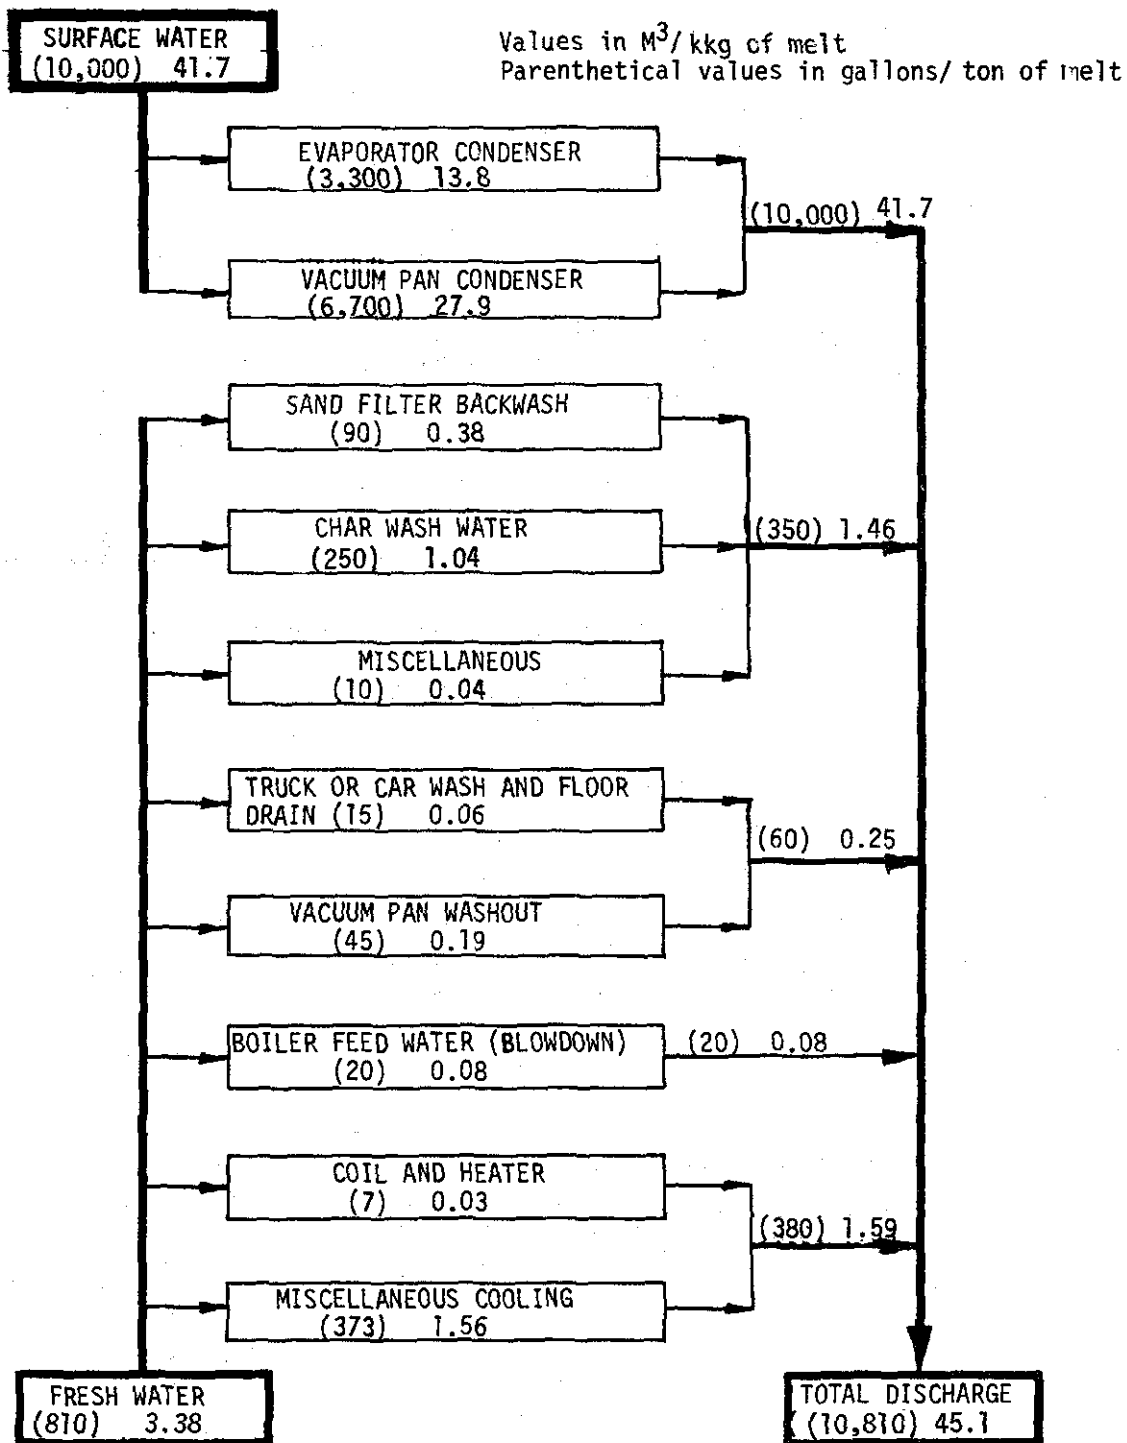 SURFACE WATER
(10,000) 41.7
Values in M³/kkg of melt
Parenthetical values in gallons/ ton of melt
EVAPORATOR CONDENSER
(3,300) 13.8
(10,000) 41.7
VACUUM PAN CONDENSER
(6,700) 27.9
SAND FILTER BACKWASH
(90) 0.38
CHAR WASH WATER
(250) 1.04
(350) 1.46
MISCELLANEOUS
(10) 0.04
TRUCK OR CAR WASH AND FLOOR
DRAIN (15) 0.06
(60) 0.25
VACUUM PAN WASHOUT
(45) 0.19
BOILER FEED WATER (BLOWDOWN)
(20) 0.08
(20) 0.08
COIL AND HEATER
(7) 0.03
(380) 1.59
MISCELLANEOUS COOLING
(373) 1.56
FRESH WATER
(810) 3.38
TOTAL DISCHARGE
( (10,810) 45.1